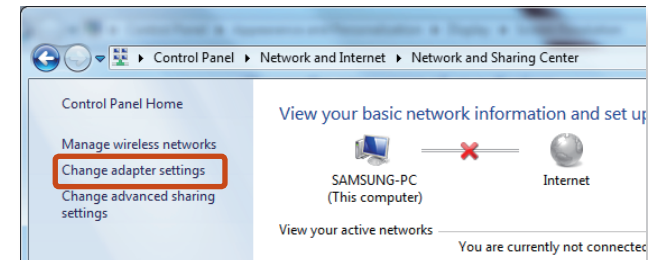 Control Panel Network and Internet Network and Sharing Center
Control Panel Home
Manage wireless networks
Change adapter settings
Change advanced sharing
settings
View your basic network information and set up
SAMSUNG-PC
(This computer)
Internet
View your active networks
You are currently not connected